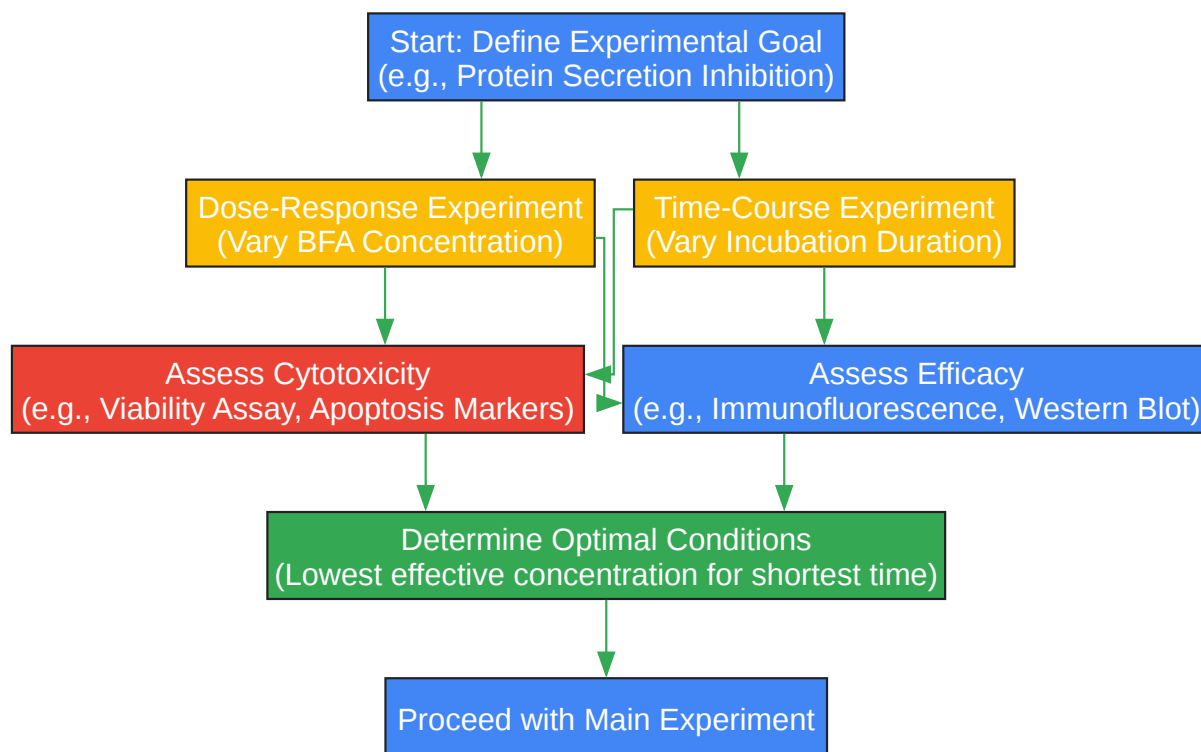 Start: Define Experimental Goal
(e.g., Protein Secretion Inhibition)
Dose-Response Experiment
(Vary BFA Concentration)
Time-Course Experiment
(Vary Incubation Duration)
Assess Cytotoxicity
(e.g., Viability Assay, Apoptosis Markers)
Assess Efficacy
(e.g., Immunofluorescence, Western Blot)
Determine Optimal Conditions
(Lowest effective concentration for shortest time)
Proceed with Main Experiment